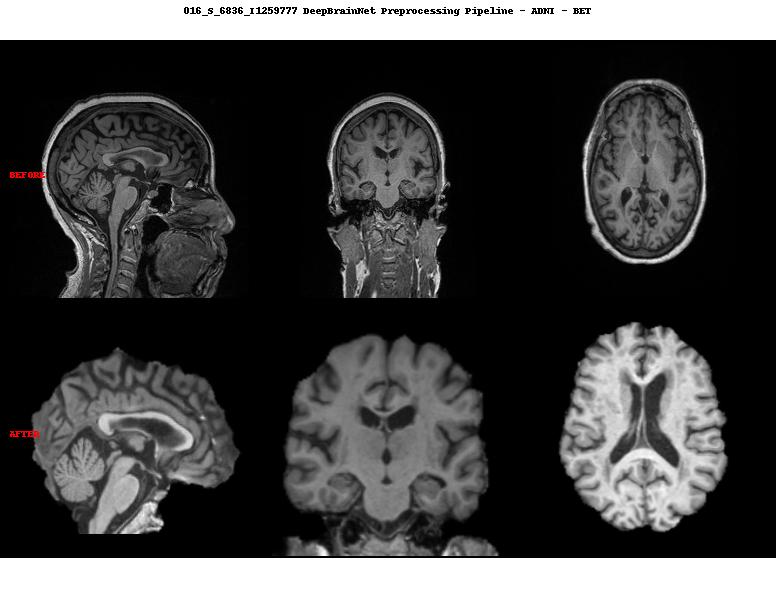 016_S_6836_I1259777 DeepBrainNet Preprocessing Pipeline - ADNI - BET
BEFORE
AFTER